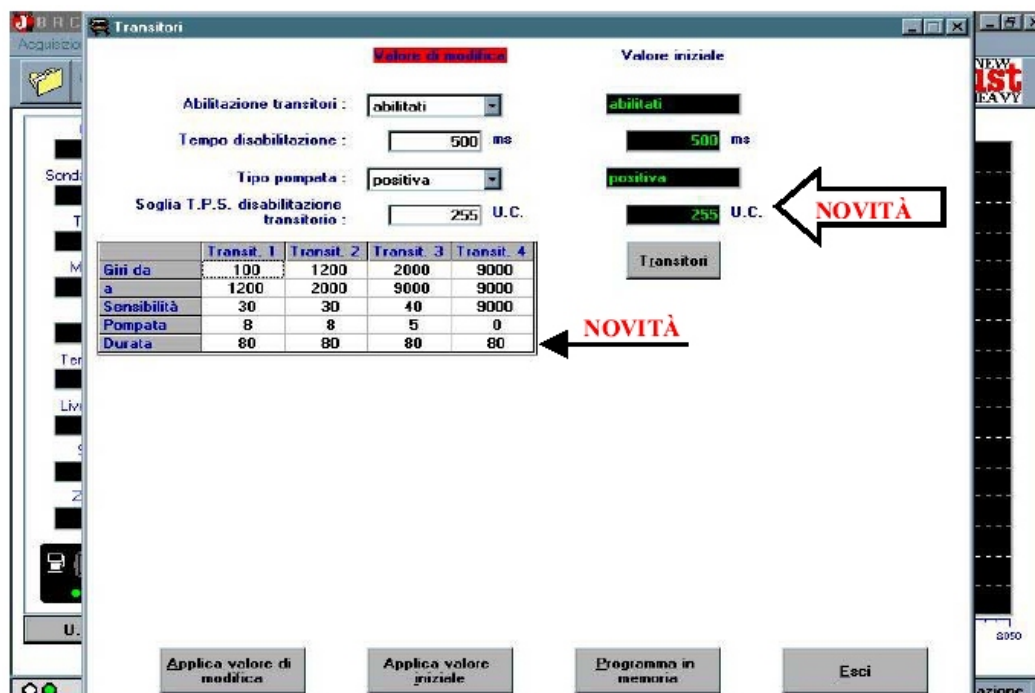 B R C
Transitori
Valore di modifica
Valore iniziale
NEW
HEAVY
Abilitazione transitori :
abilitati
abilitati
Tempo disabilitazione :
500 ms
500 ms
Tipo pompata :
positiva
positiva
Soglia T.P.S. disabilitazione
transitorio :
255 U.C.
255 U.C.
NOVITÀ
Transit. 1 Transit. 2 Transit. 3 Transit. 4
Giri da 100 1200 2000 9000
a 1200 2000 9000 9000
Sensibilità 30 30 40 9000
Pompata 8 8 5 0
Durata 80 80 80 80
Transitori
NOVITÀ
U.
8050
Applica valore di
modifica
Applica valore
iniziale
Programma in
memoria
Esci